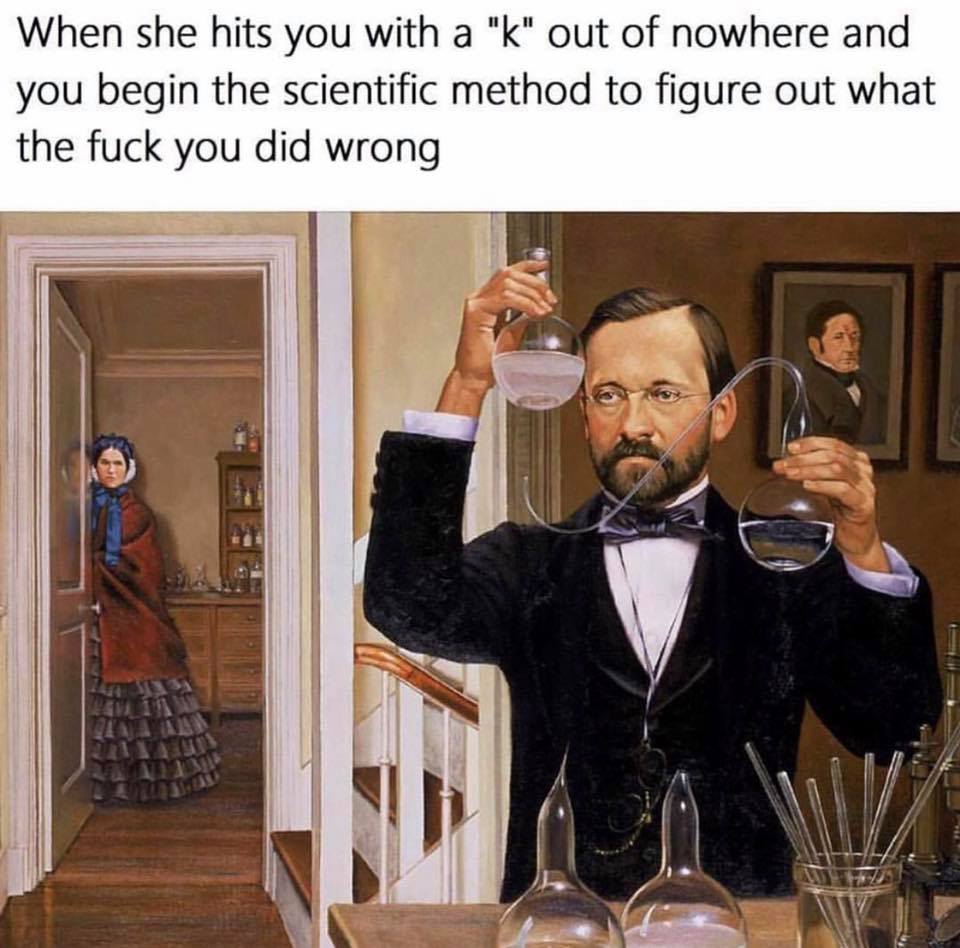 When she hits you with a "k" out of nowhere and
you begin the scientific method to figure out what
the fuck you did wrong